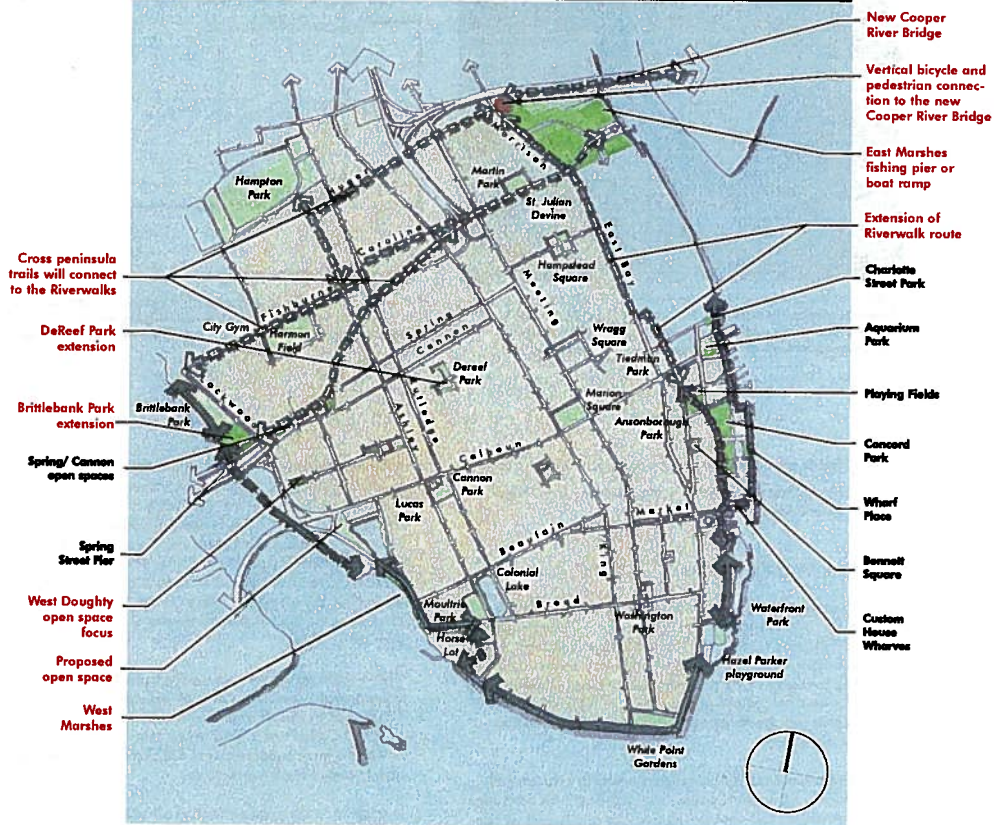 New Cooper
River Bridge
Vertical bicycle and
pedestrian connec-
tion to the new
Cooper River Bridge
East Marshes
fishing pier or
boat ramp
Extension of
Riverwalk route
Charlotte
Street Park
Aquarium
Park
Playing Fields
Concord
Park
Wharf
Place
Bennett
Square
Custom
House
Wharves
Cross peninsula
trails will connect
to the Riverwalks
DeReef Park
extension
Brittlebank Park
extension
Spring/ Cannon
open spaces
Spring
Street Pier
West Doughty
open space
focus
Proposed
open space
West
Marshes
Hampton
Park
Huger
Morrison
Martin
Park
St. Julian
Devine
Caroline
East Bay
Hampstead
Square
Meeting
Fishburne
City Gym
Harmon
Field
Spring
Cannon
Wragg
Square
Tiedman
Park
Dereef
Park
Lockwood
Brittlebank
Park
Rutledge
Ashley
Marion
Square
Ansonborough
Park
Calhoun
Cannon
Park
Lucas
Park
Market
Beaufain
King
Colonial
Lake
Broad
Moultrie
Park
Horse
Lot
Washington
Park
Waterfront
Park
Hazel Parker
playground
White Point
Gardens